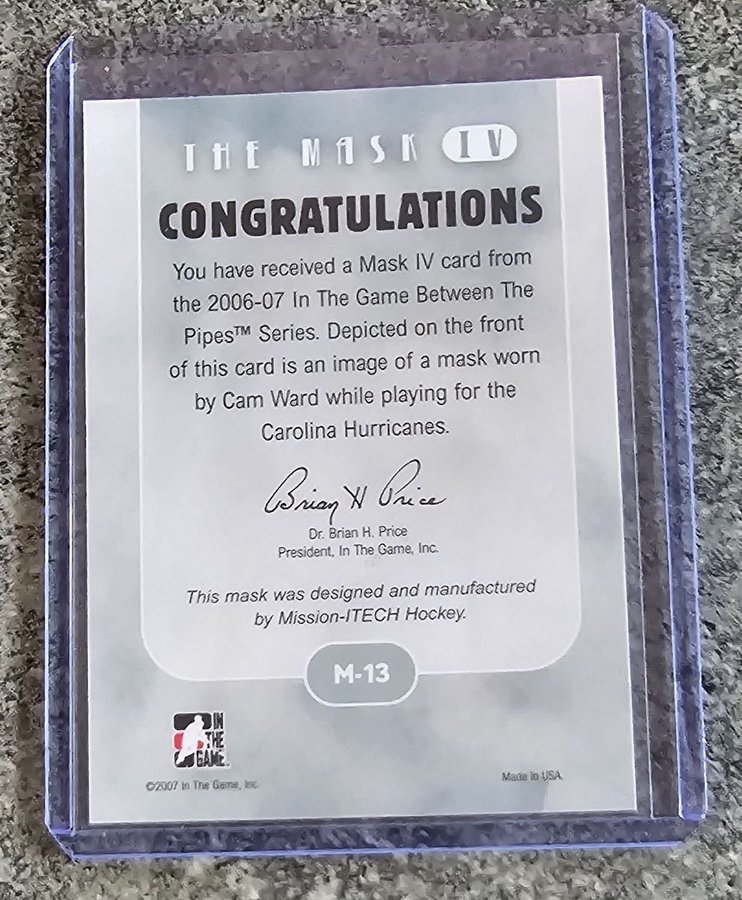 THE MASK IV
CONGRATULATIONS
You have received a Mask IV card from
the 2006-07 In The Game Between The
Pipes™ Series. Depicted on the front
of this card is an image of a mask worn
by Cam Ward while playing for the
Carolina Hurricanes.
Brian H Price
Dr. Brian H. Price
President, In The Game, Inc.
This mask was designed and manufactured
by Mission-ITECH Hockey.
M-13
IN
THE
GAME
©2007 In The Game, Inc.
Made in USA.